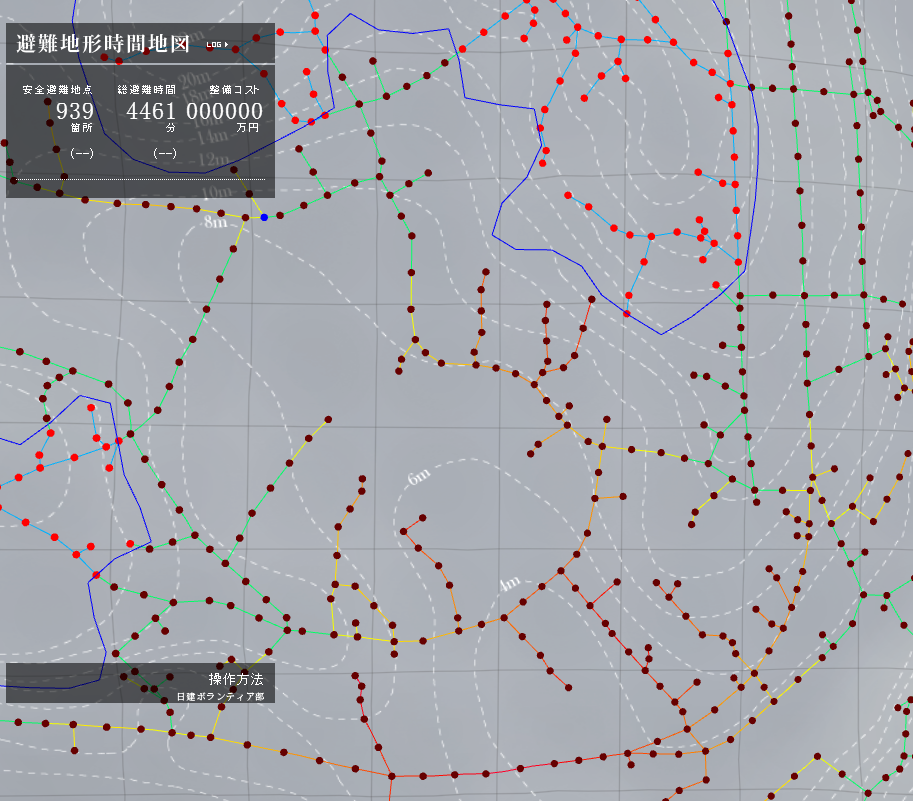 避難地形時間地図 LOG▶
90m
18m
14m
12m
安全避難地点 総避難時間 整備コスト
939 4461 000000
箇所 分 万円
(--) (--)
10m
8m
6m
4m
操作方法
日建ボランティア部